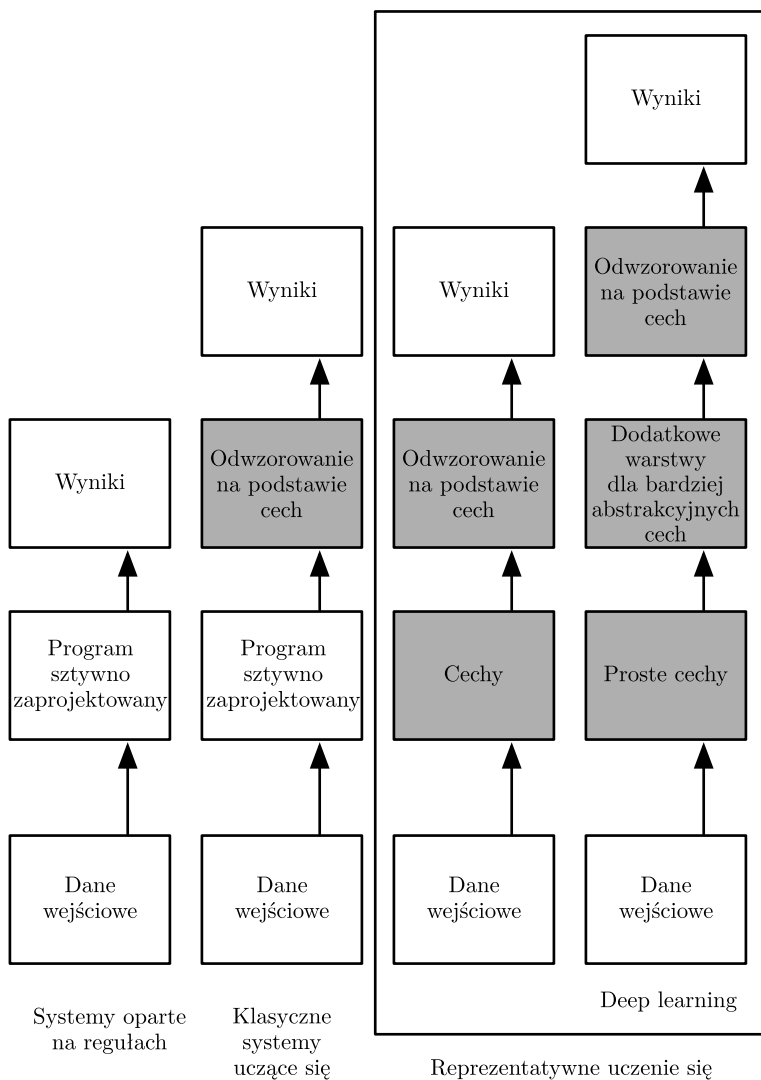 Wyniki
Odwzorowanie
na podstawie
cech
Wyniki
Wyniki
Dodatkowe
warstwy
dla bardziej
abstrakcyjnych
cech
Odwzorowanie
na podstawie
cech
Odwzorowanie
na podstawie
cech
Wyniki
Program
sztywno
zaprojektowany
Program
sztywno
zaprojektowany
Cechy
Proste cechy
Dane
wejściowe
Dane
wejściowe
Dane
wejściowe
Dane
wejściowe
Deep learning
Systemy oparte
na regułach
Klasyczne
systemy
uczące się
Reprezentatywne uczenie się